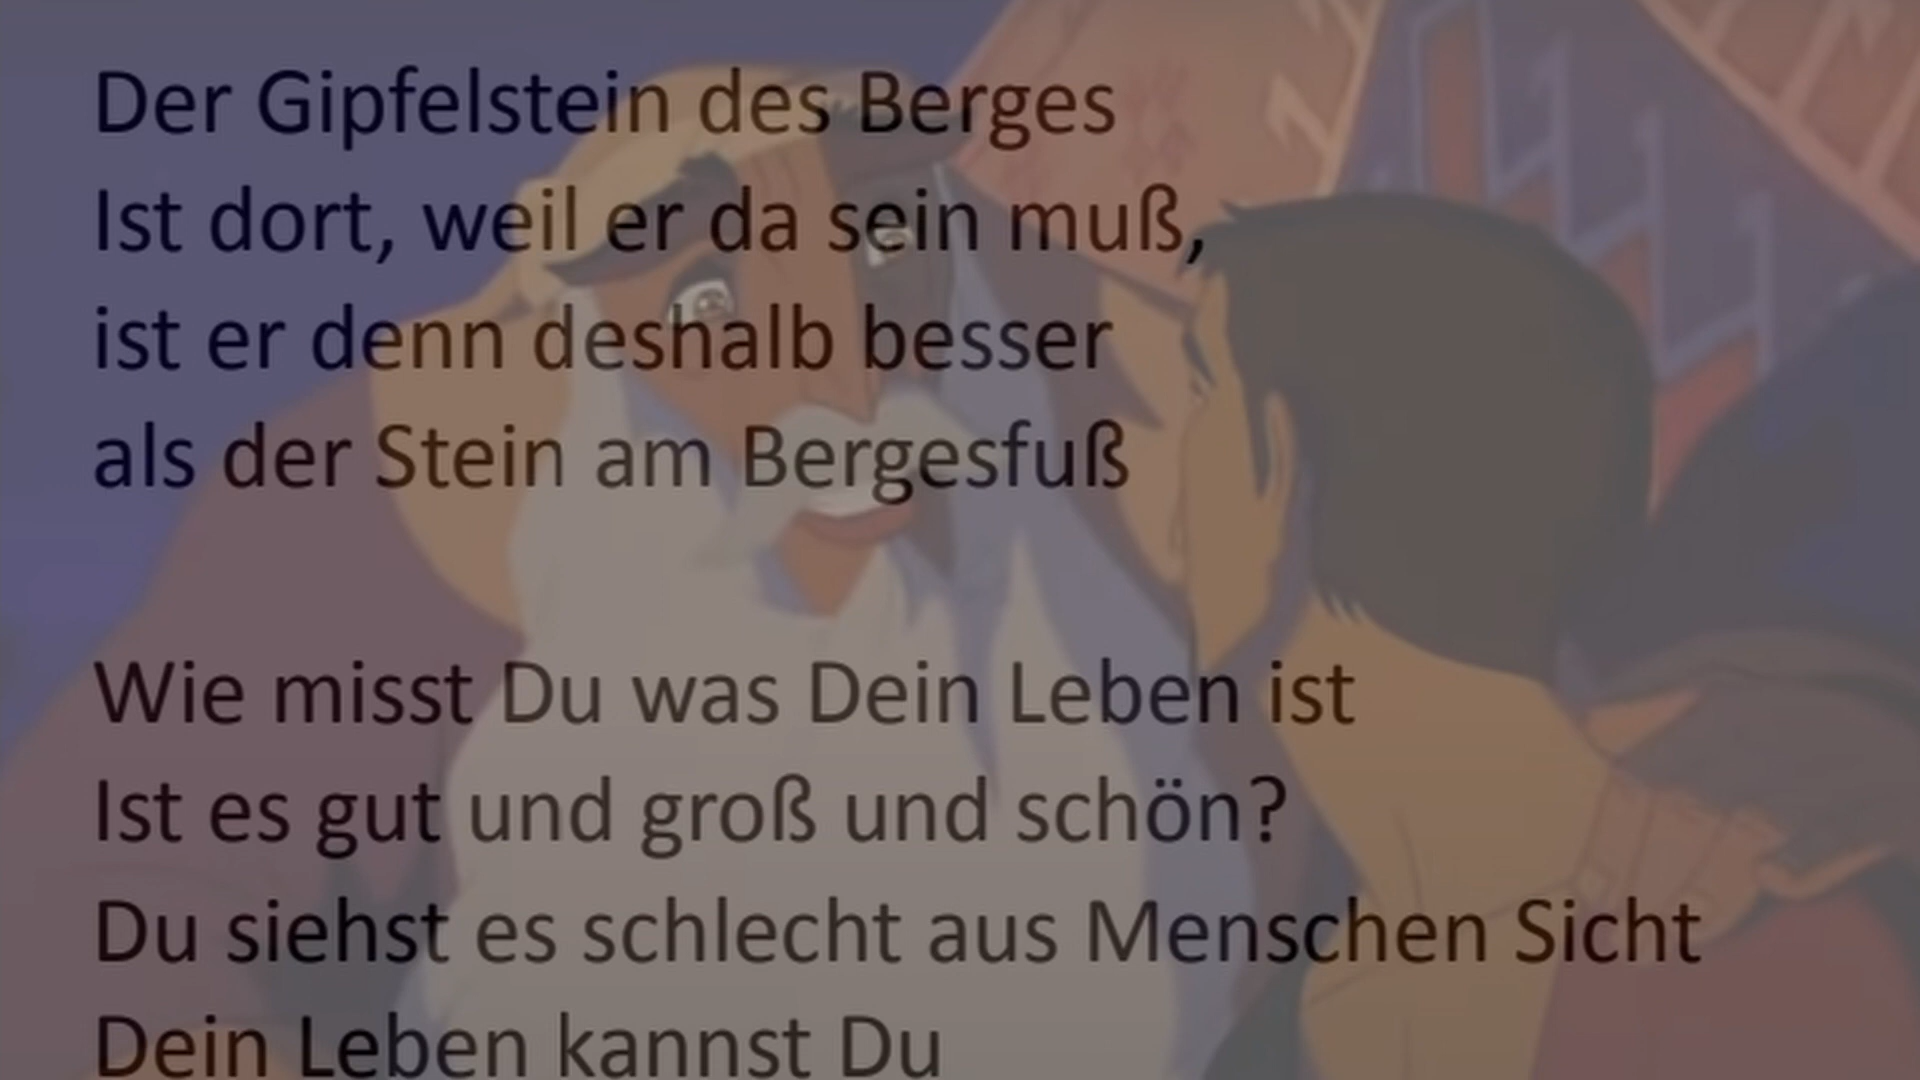 Der Gipfelstein des Berges
Ist dort, weil er da sein muß,
ist er denn deshalb besser
als der Stein am Bergesfuß
Wie misst Du was Dein Leben ist
Ist es gut und groß und schön?
Du siehst es schlecht aus Menschen Sicht
Dein Leben kannst Du